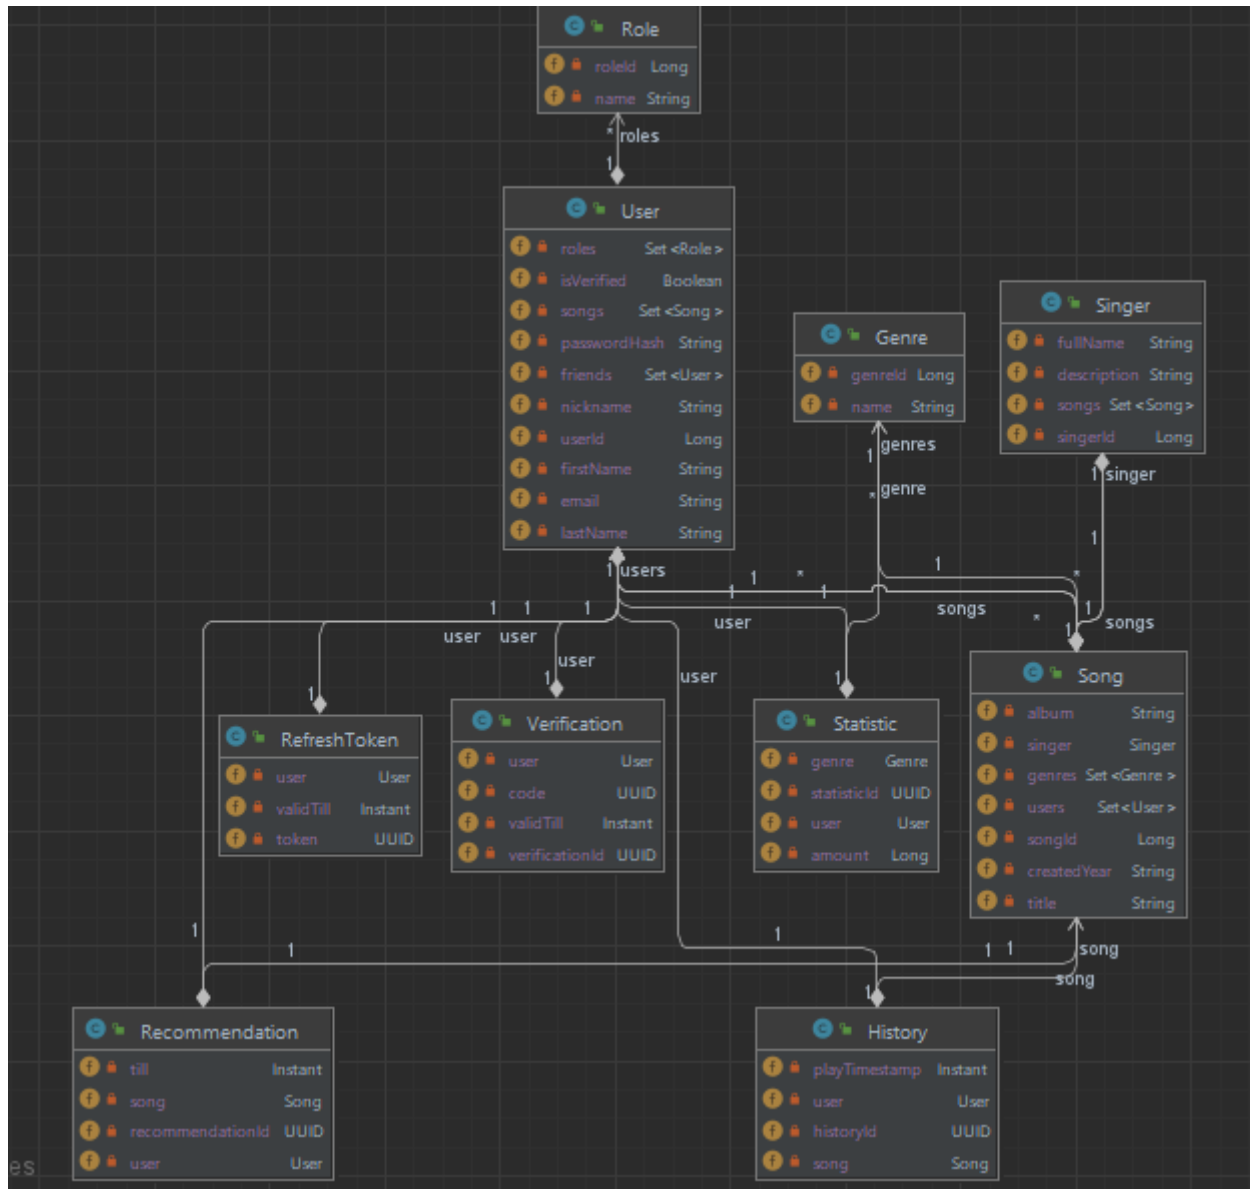 Role
roleId Long
name String
* roles
1
User
roles Set<Role>
isVerified Boolean
songs Set<Song>
passwordHash String
friends Set<User>
nickname String
userId Long
firstName String
email String
lastName String
Genre
genreId Long
name String
Singer
fullName String
description String
songs Set<Song>
singerId Long
1 genres
* genre
1 singer
1
1 users
1 * 1 *
1 1
1 1 1
user user user songs * 1 songs
user
user
1
1
1
1
RefreshToken
user User
validTill Instant
token UUID
Verification
user User
code UUID
validTill Instant
verificationId UUID
Statistic
genre Genre
statisticId UUID
user User
amount Long
Song
album String
singer Singer
genres Set<Genre>
users Set<User>
songId Long
createdYear String
title String
1 1
1 1 1 song
song
1
Recommendation
till Instant
song Song
recommendationId UUID
user User
History
playTimestamp Instant
user User
historyId UUID
song Song
es